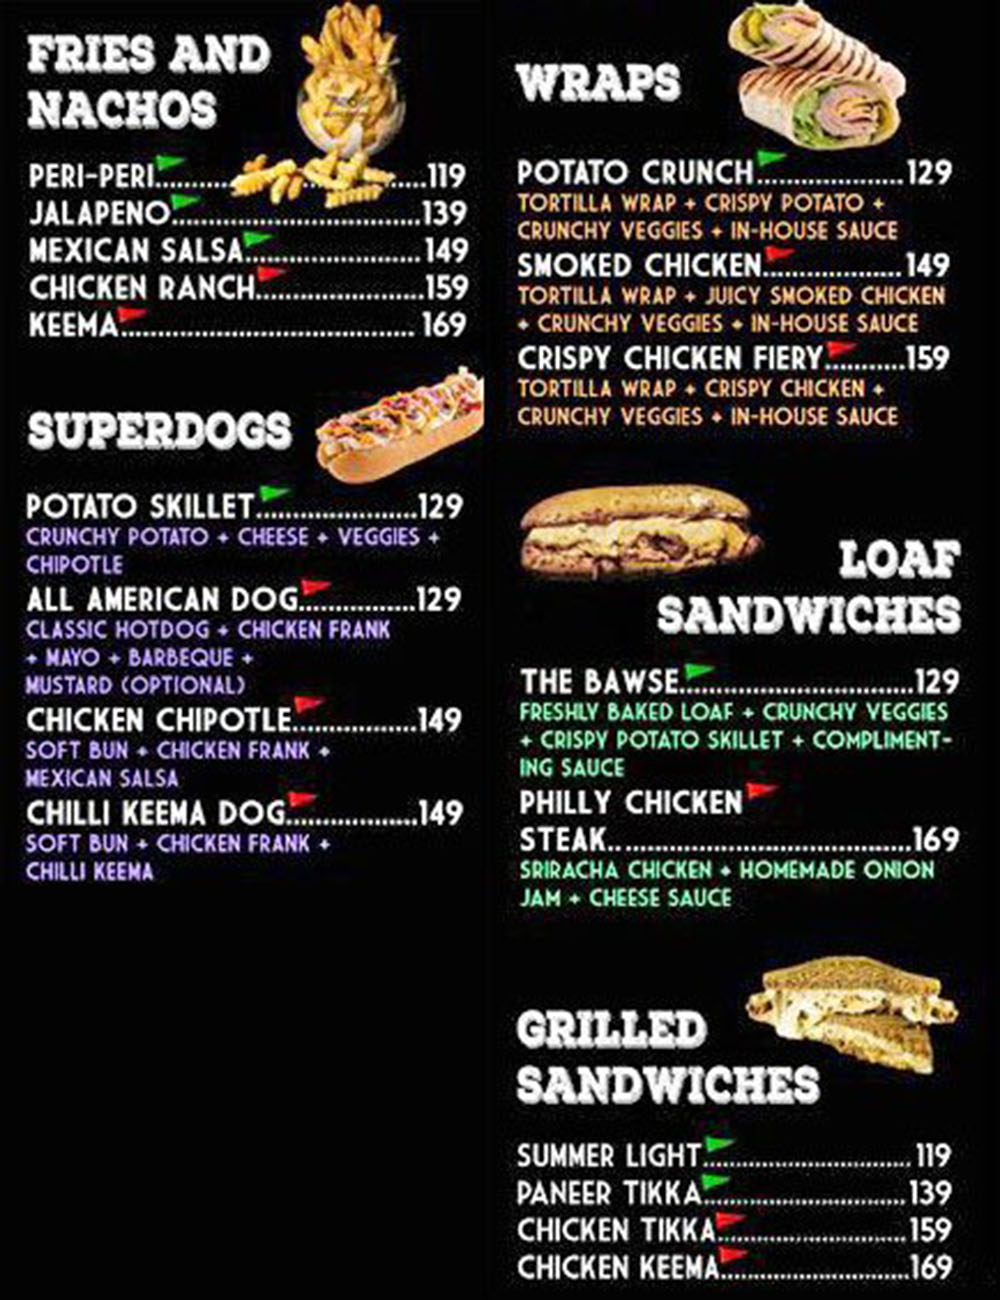 FRIES AND
NACHOS
PERI-PERI..........................119
JALAPENO..........................139
MEXICAN SALSA..........................149
CHICKEN RANCH..........................159
KEEMA.......................... 169
SUPERDOGS
POTATO SKILLET..........................129
CRUNCHY POTATO + CHEESE + VEGGIES +
CHIPOTLE
ALL AMERICAN DOG.................129
CLASSIC HOTDOG + CHICKEN FRANK
+ MAYO + BARBEQUE +
MUSTARD (OPTIONAL)
CHICKEN CHIPOTLE..................149
SOFT BUN + CHICKEN FRANK +
MEXICAN SALSA
CHILLI KEEMA DOG..................149
SOFT BUN + CHICKEN FRANK +
CHILLI KEEMA
WRAPS
POTATO CRUNCH....................129
TORTILLA WRAP + CRISPY POTATO +
CRUNCHY VEGGIES + IN-HOUSE SAUCE
SMOKED CHICKEN...................149
TORTILLA WRAP + JUICY SMOKED CHICKEN
+ CRUNCHY VEGGIES + IN-HOUSE SAUCE
CRISPY CHICKEN FIERY...........159
TORTILLA WRAP + CRISPY CHICKEN +
CRUNCHY VEGGIES + IN-HOUSE SAUCE
LOAF
SANDWICHES
THE BAWSE................................129
FRESHLY BAKED LOAF + CRUNCHY VEGGIES
+ CRISPY POTATO SKILLET + COMPLIMENT-
ING SAUCE
PHILLY CHICKEN
STEAK..........................................169
SRIRACHA CHICKEN + HOMEMADE ONION
JAM + CHEESE SAUCE
GRILLED
SANDWICHES
SUMMER LIGHT............................119
PANEER TIKKA............................139
CHICKEN TIKKA..........................159
CHICKEN KEEMA..........................169